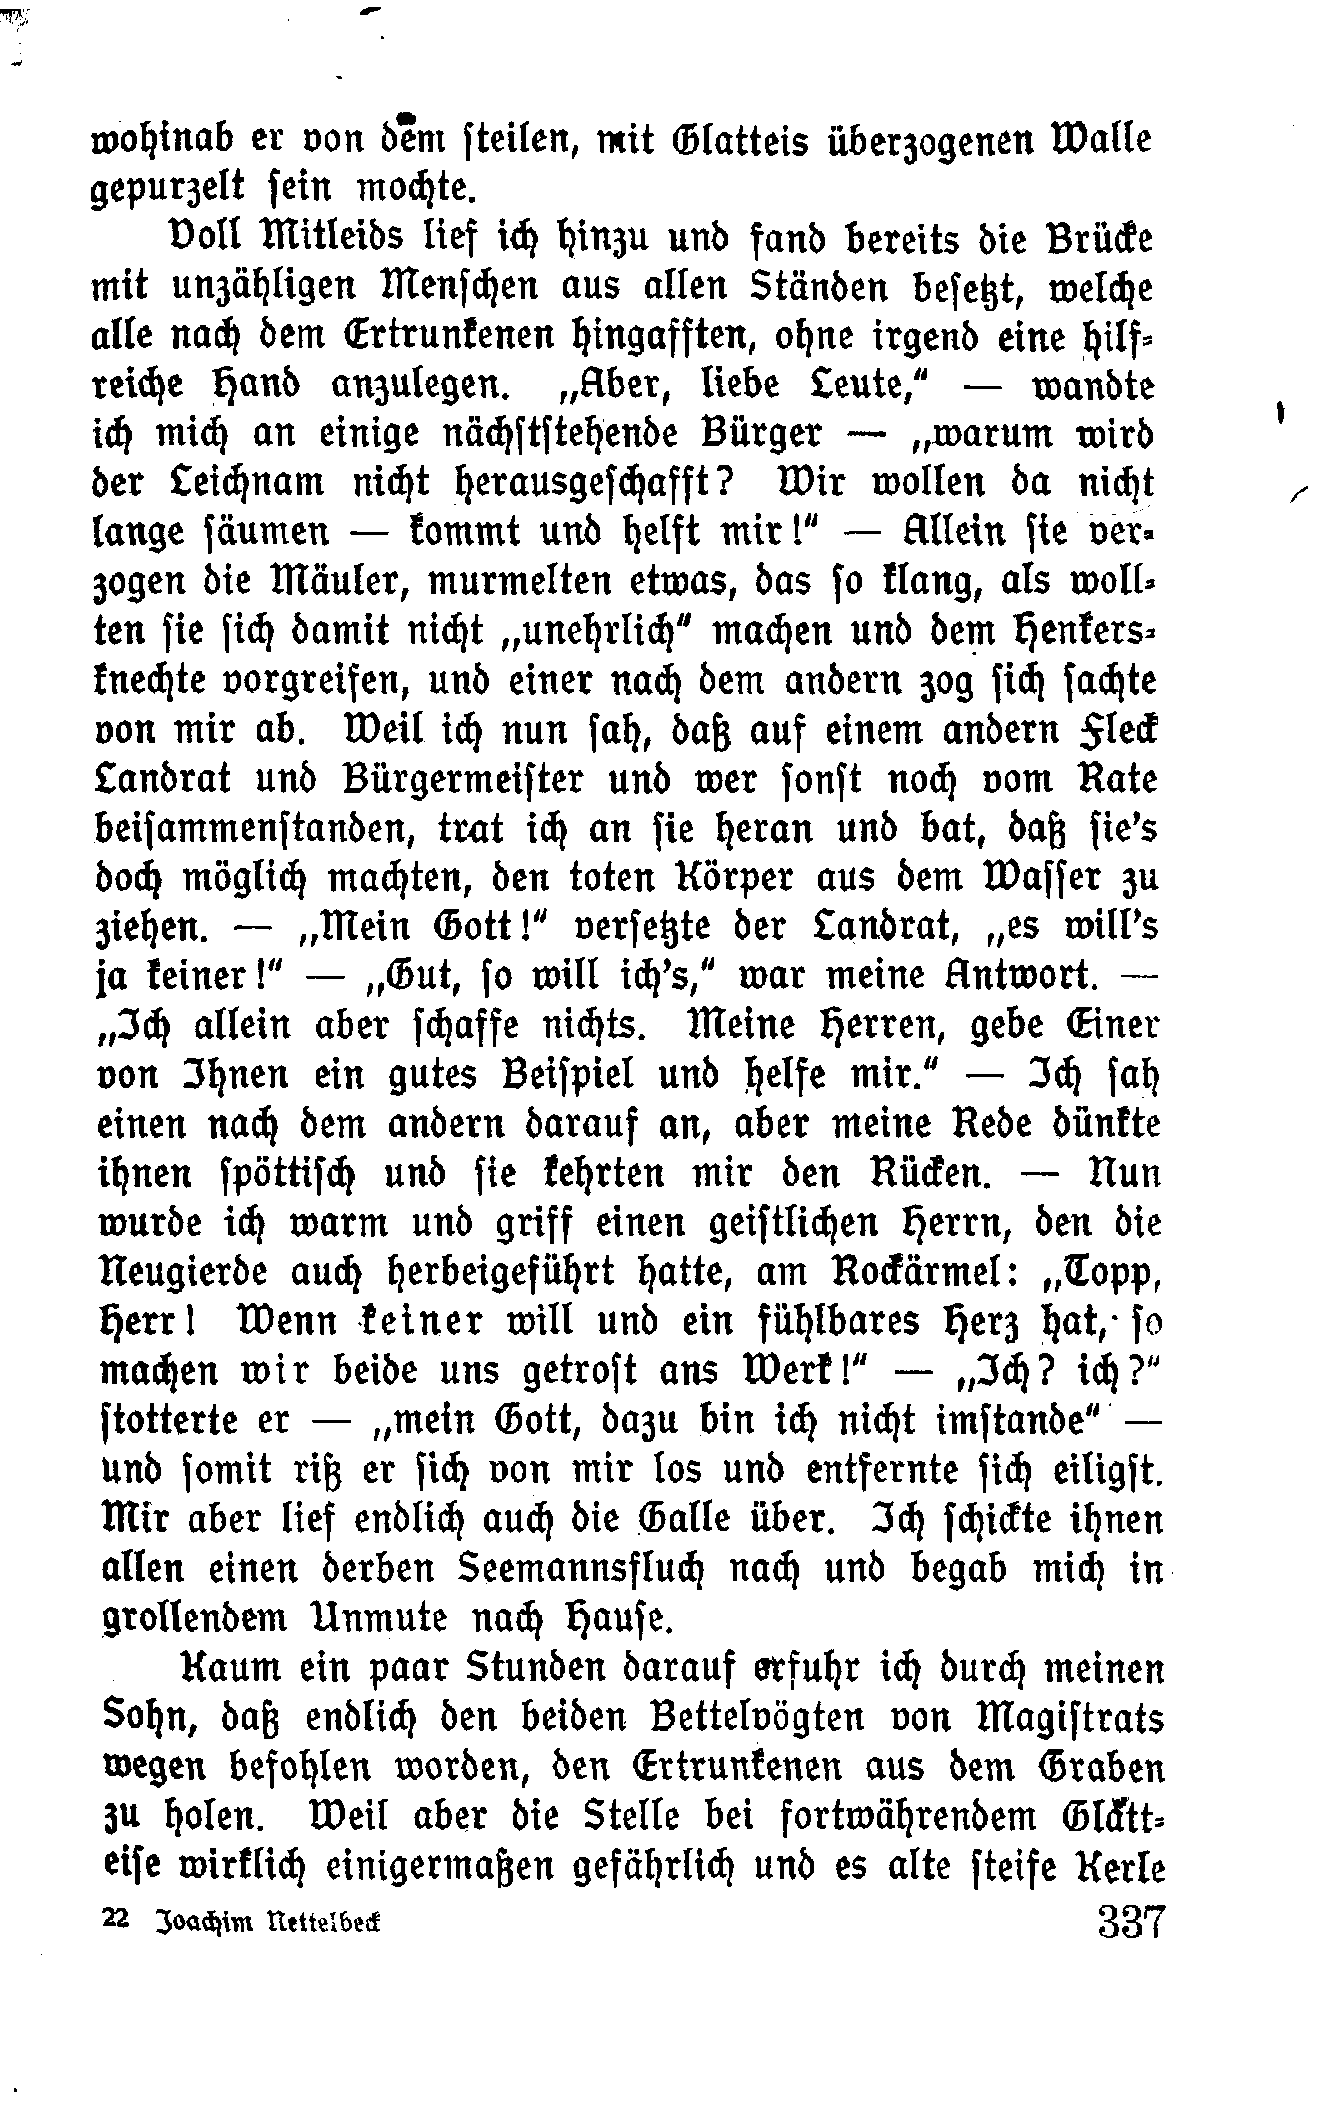 wohinab er von dem steilen, mit Glatteis überzogenen Walle
gepurzelt sein mochte.
Voll Mitleids lief ich hinzu und fand bereits die Brücke
mit unzähligen Menschen aus allen Ständen besetzt, welche
alle nach dem Ertrunkenen hingafften, ohne irgend eine hilf-
reiche Hand anzulegen. „Aber, liebe Leute,“ — wandte
ich mich an einige nächststehende Bürger — „warum wird
der Leichnam nicht herausgeschafft? Wir wollen da nicht
lange säumen — kommt und helft mir!“ — Allein sie ver-
zogen die Mäuler, murmelten etwas, das so klang, als woll-
ten sie sich damit nicht „unehrlich“ machen und dem Henkers-
knechte vorgreifen, und einer nach dem andern zog sich sachte
von mir ab. Weil ich nun sah, daß auf einem andern Fleck
Landrat und Bürgermeister und wer sonst noch vom Rate
beisammenstanden, trat ich an sie heran und bat, daß sie's
doch möglich machten, den toten Körper aus dem Wasser zu
ziehen. — „Mein Gott!“ versetzte der Landrat, „es will's
ja keiner!“ — „Gut, so will ich's,“ war meine Antwort. —
„Ich allein aber schaffe nichts. Meine Herren, gebe Einer
von Ihnen ein gutes Beispiel und helfe mir.“ — Ich sah
einen nach dem andern darauf an, aber meine Rede dünkte
ihnen spöttisch und sie kehrten mir den Rücken. — Nun
wurde ich warm und griff einen geistlichen Herrn, den die
Neugierde auch herbeigeführt hatte, am Rockärmel: „Topp,
Herr! Wenn keiner will und ein fühlbares Herz hat, so
machen wir beide uns getrost ans Werk!“ — „Ich? ich?“
stotterte er — „mein Gott, dazu bin ich nicht imstande“ —
und somit riß er sich von mir los und entfernte sich eiligst.
Mir aber lief endlich auch die Galle über. Ich schickte ihnen
allen einen derben Seemannsfluch nach und begab mich in
grollendem Unmute nach Hause.
Kaum ein paar Stunden darauf erfuhr ich durch meinen
Sohn, daß endlich den beiden Bettelvögten von Magistrats
wegen befohlen worden, den Ertrunkenen aus dem Graben
zu holen. Weil aber die Stelle bei fortwährendem Glatt-
eise wirklich einigermaßen gefährlich und es alte steife Kerle
22 Joachim Nettelbeck 337